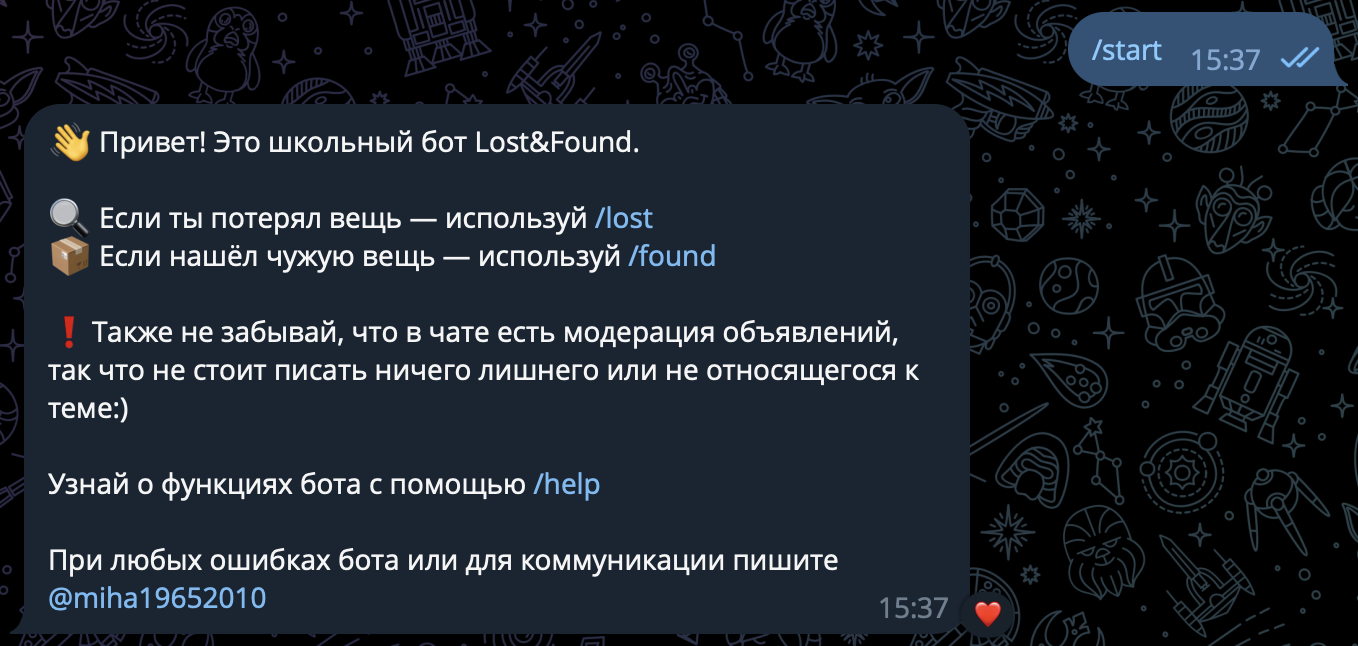 /start 15:37
👋 Привет! Это школьный бот Lost&Found.
🔍 Если ты потерял вещь — используй /lost
📦 Если нашёл чужую вещь — используй /found
❗ Также не забывай, что в чате есть модерация объявлений,
так что не стоит писать ничего лишнего или не относящегося к
теме:)
Узнай о функциях бота с помощью /help
При любых ошибках бота или для коммуникации пишите
@miha19652010
15:37